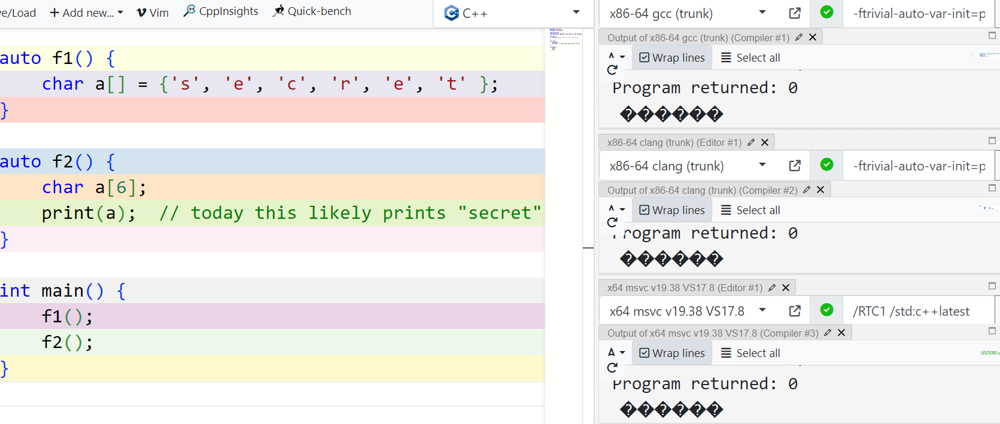 /e/Load + Add new... Vim CppInsights Quick-bench C++
auto f1() {
    char a[] = {'s', 'e', 'c', 'r', 'e', 't' };
}
auto f2() {
    char a[6];
    print(a);  // today this likely prints "secret"
}
int main() {
    f1();
    f2();
}
x86-64 gcc (trunk) -ftrivial-auto-var-init=p
Output of x86-64 gcc (trunk) (Compiler #1)
A Wrap lines Select all
Program returned: 0
������
x86-64 clang (trunk) (Editor #1)
x86-64 clang (trunk) -ftrivial-auto-var-init=p
Output of x86-64 clang (trunk) (Compiler #2)
A Wrap lines Select all
Program returned: 0
������
x64 msvc v19.38 VS17.8 (Editor #1)
x64 msvc v19.38 VS17.8 /RTC1 /std:c++latest
Output of x64 msvc v19.38 VS17.8 (Compiler #3)
A Wrap lines Select all
Program returned: 0
������